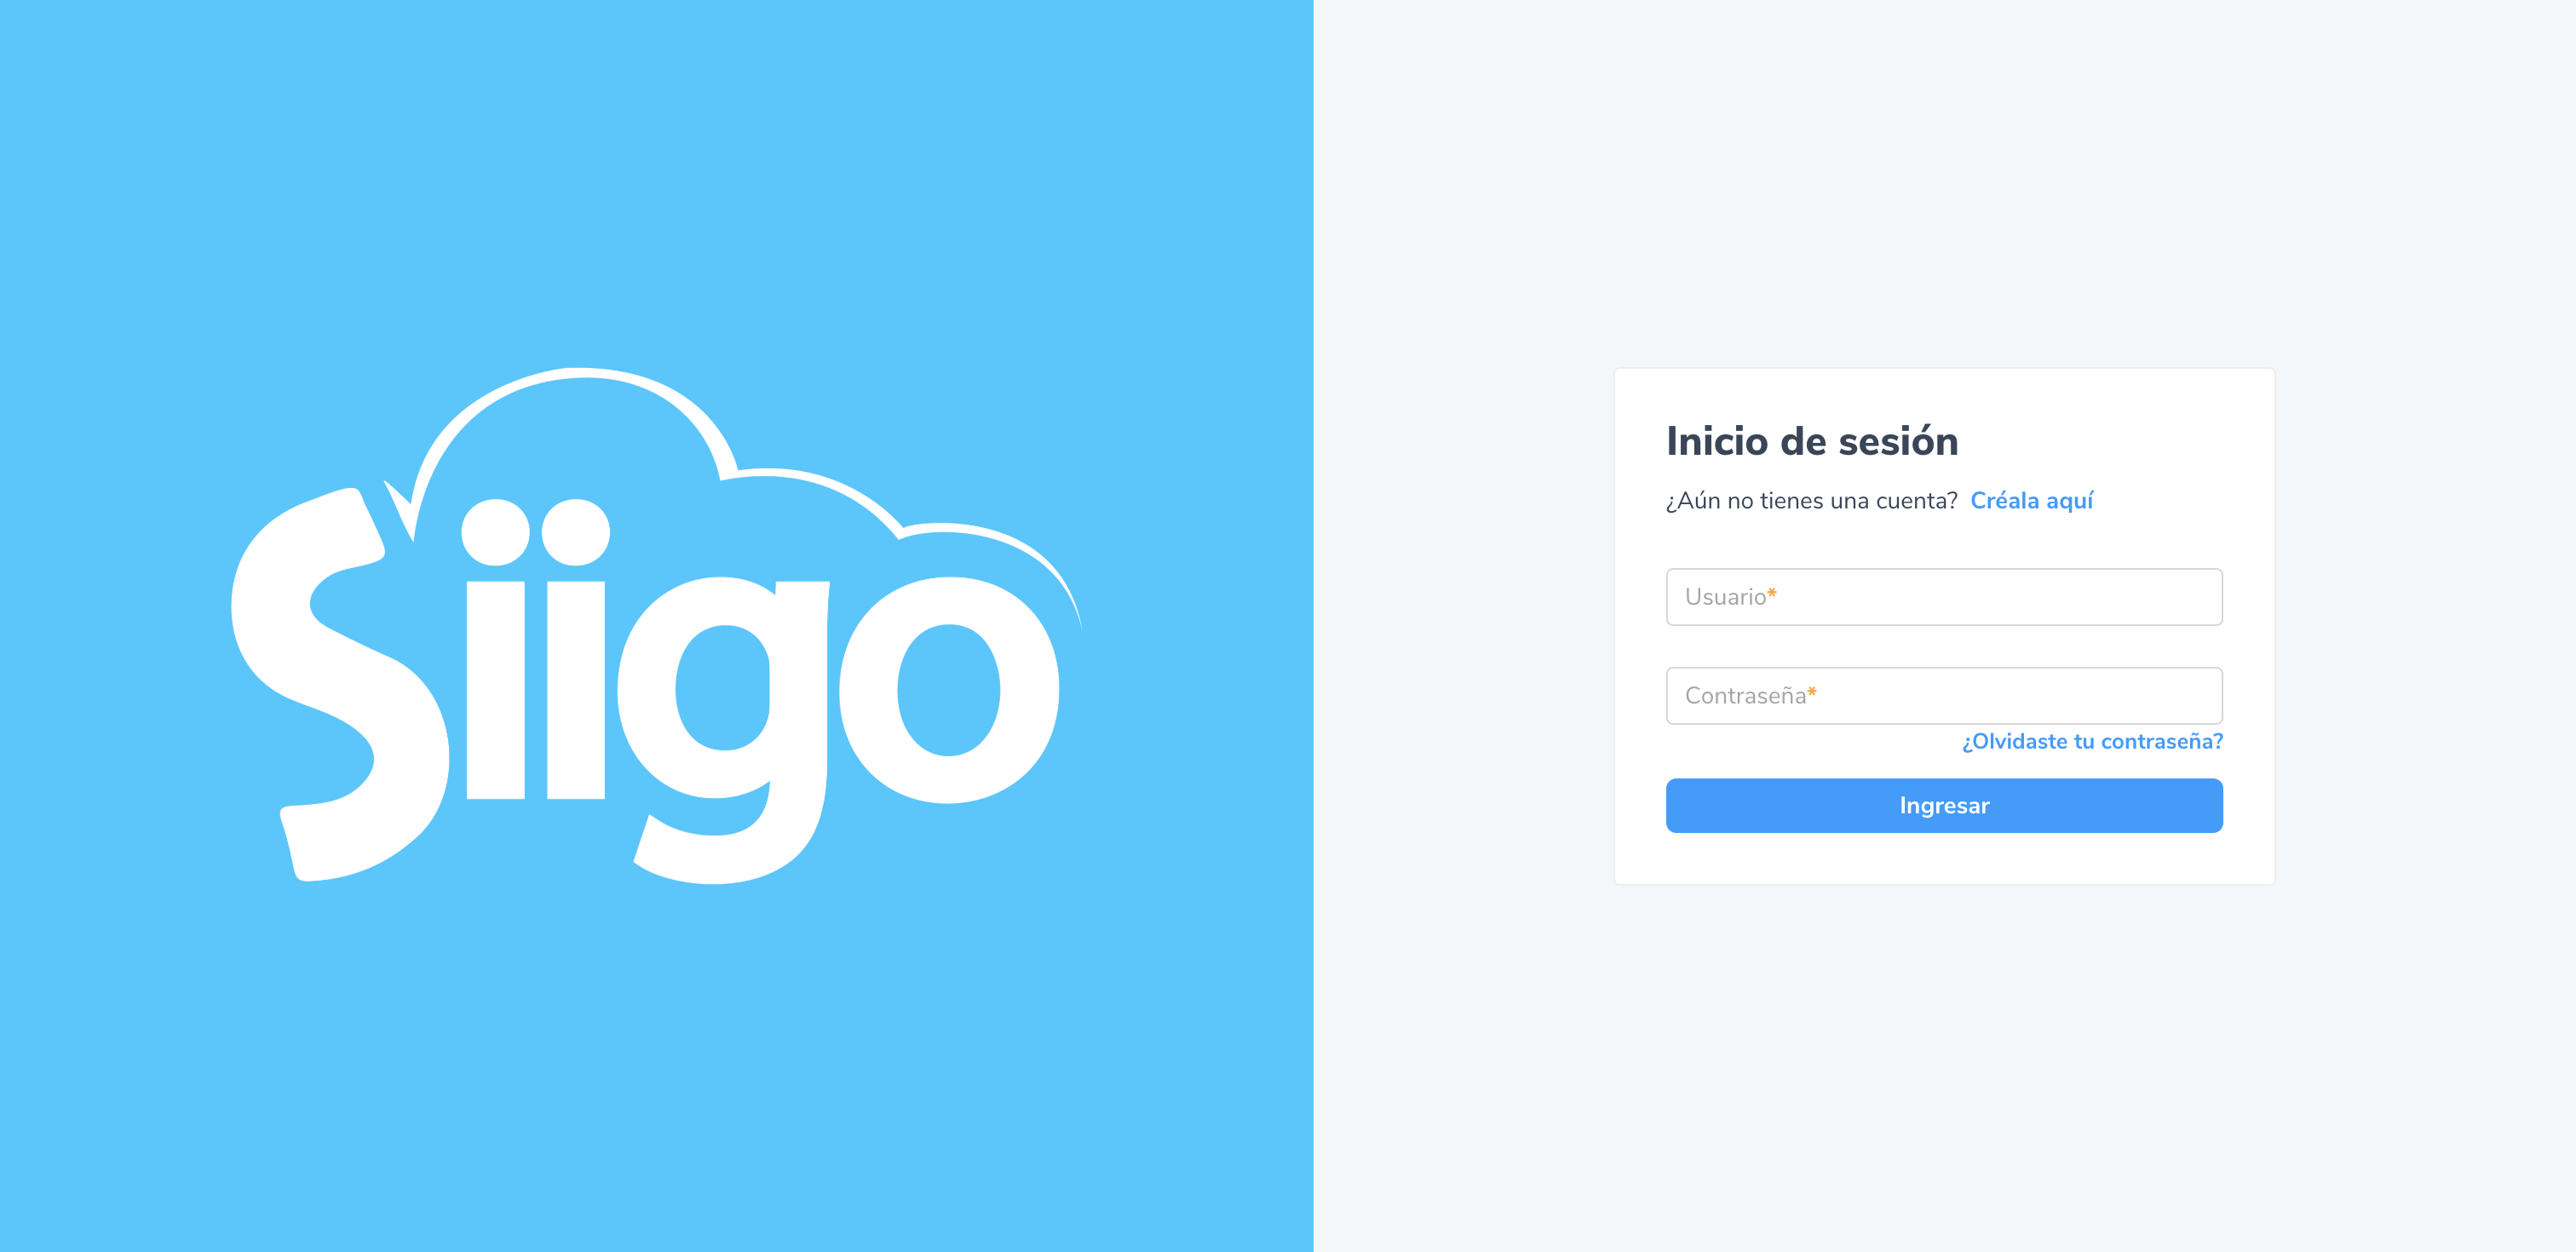 Siigo
Inicio de sesión
¿Aún no tienes una cuenta? Créala aquí
Usuario*
Contraseña*
¿Olvidaste tu contraseña?
Ingresar